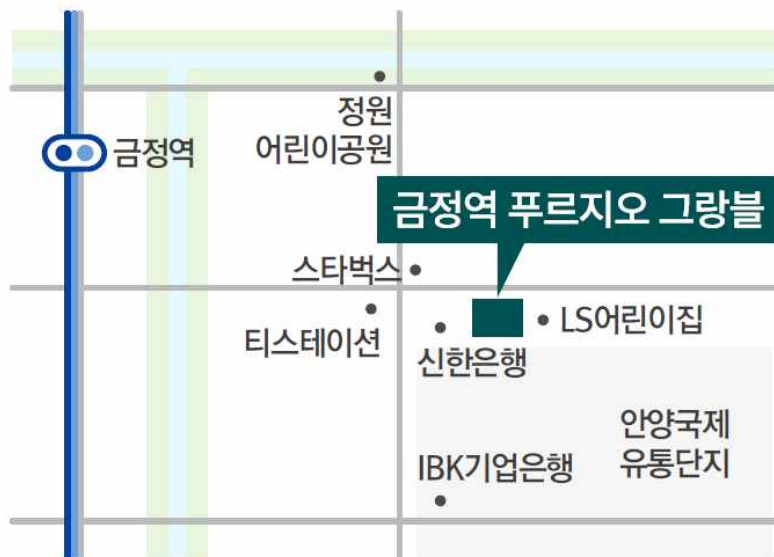 정원
어린이공원
금정역
금정역 푸르지오 그랑블
스타벅스
티스테이션
LS어린이집
신한은행
안양국제
유통단지
IBK기업은행